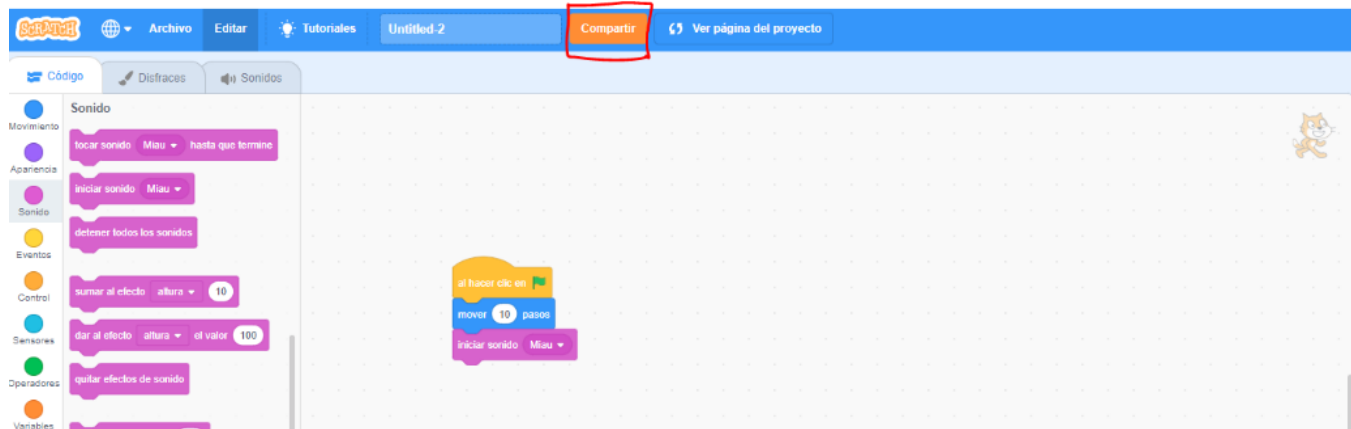 SCRATCH Archivo Editar Tutoriales Untitled-2 Compartir Ver página del proyecto
Código Disfraces Sonidos
Movimiento
Apariencia
Sonido
Eventos
Control
Sensores
Operadores
Variables
Sonido
tocar sonido Miau hasta que termine
iniciar sonido Miau
detener todos los sonidos
sumar al efecto altura 10
dar al efecto altura el valor 100
quitar efectos de sonido
al hacer clic en
mover 10 pasos
iniciar sonido Miau